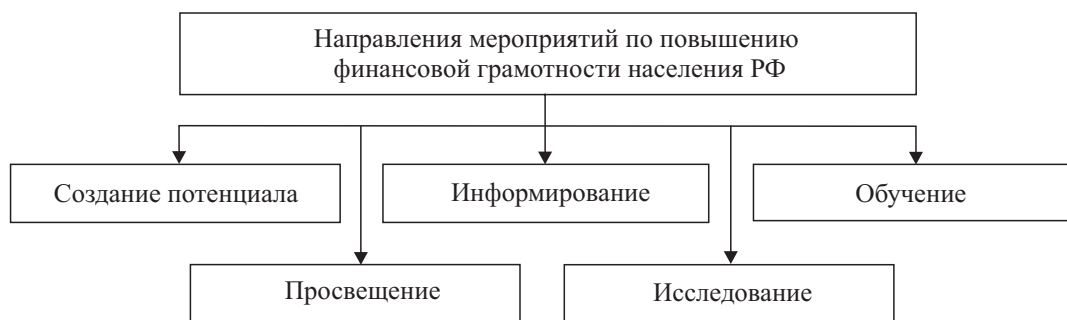 Направления мероприятий по повышению
финансовой грамотности населения РФ
Создание потенциала
Информирование
Обучение
Просвещение
Исследование